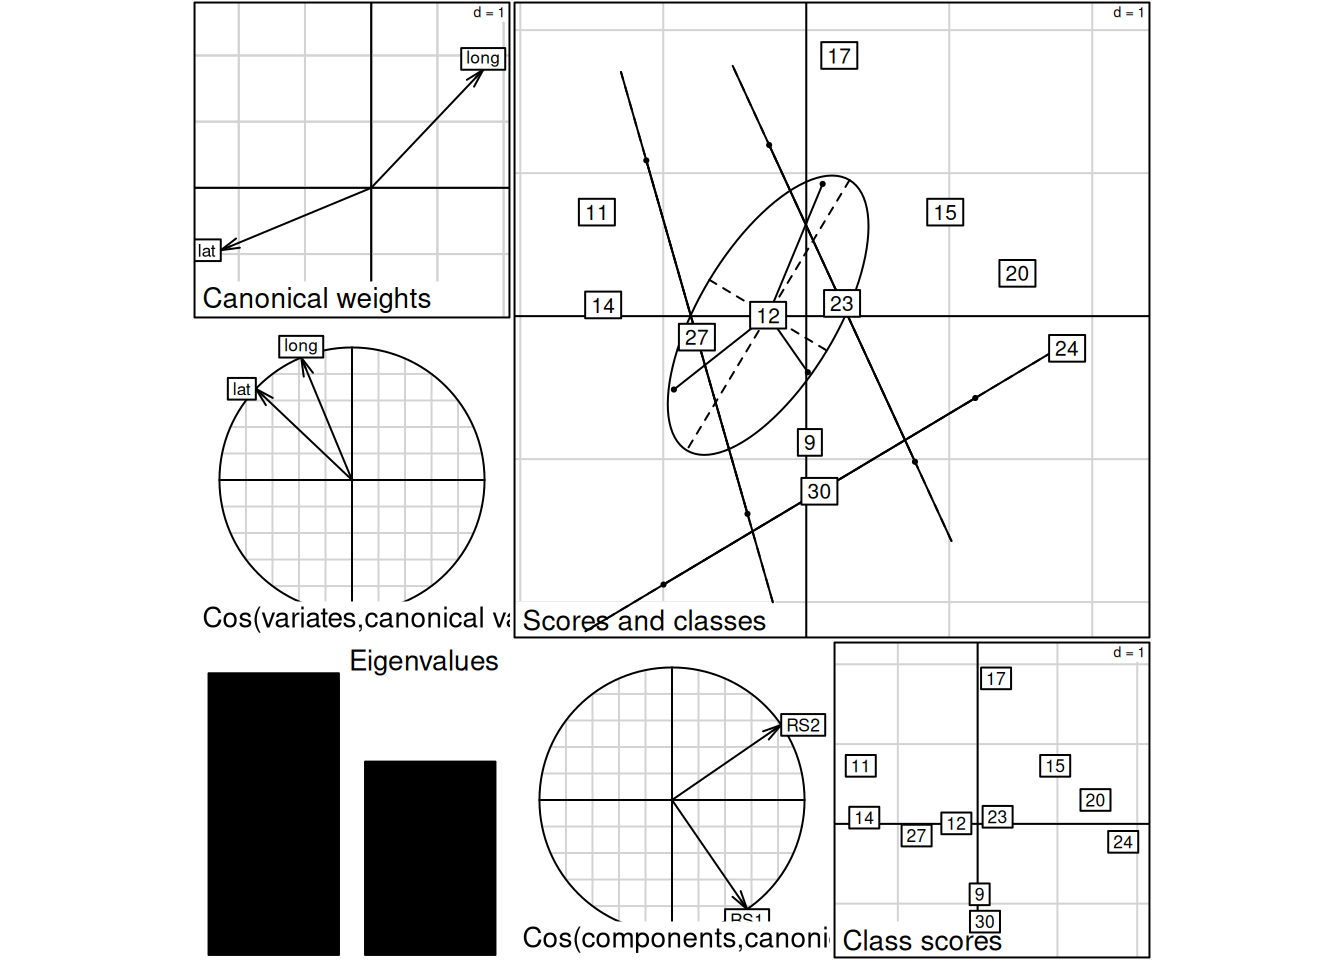 d = 1
long
lat
Canonical weights
d = 1
17
11
15
20
14
12
23
27
24
9
30
Scores and classes
long
lat
Cos(variates,canonical va
Eigenvalues
RS2
RS1
Cos(components,canoni
d = 1
17
11
15
20
14
12
23
27
24
9
30
Class scores